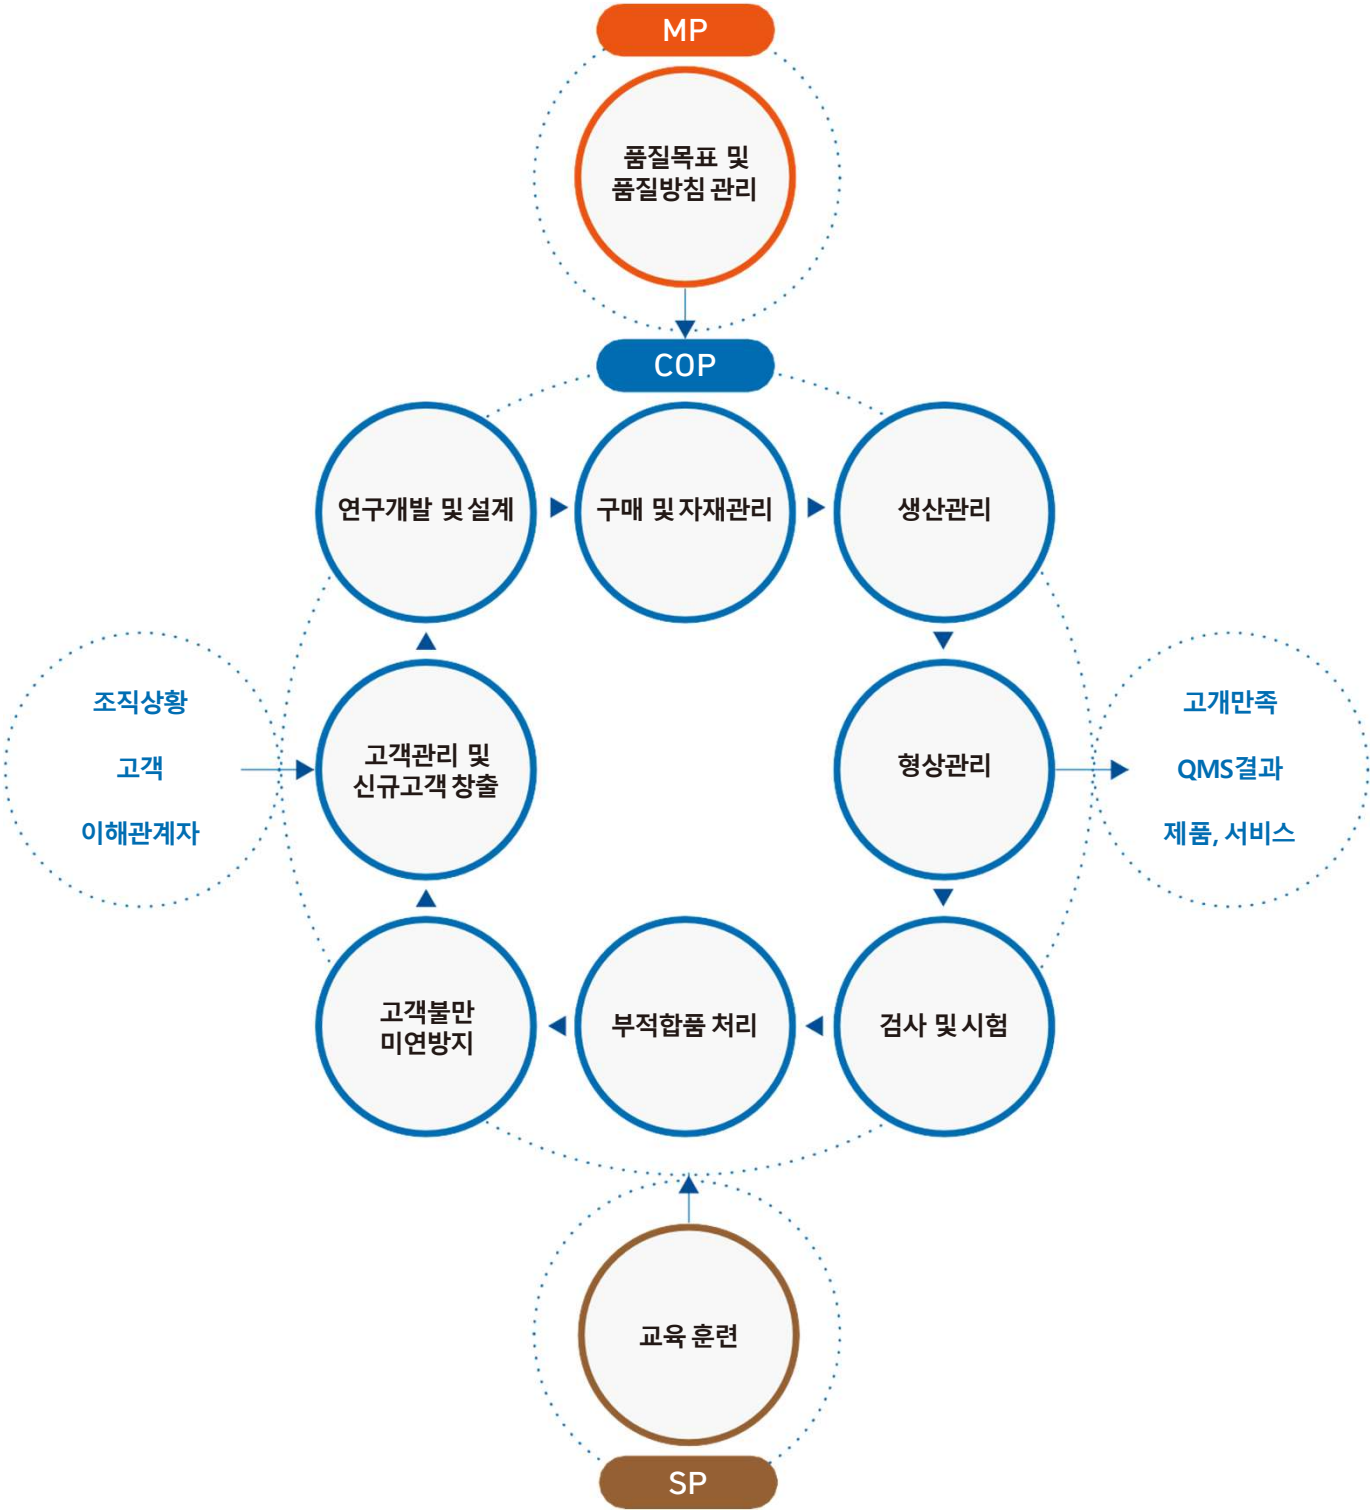 MP
품질목표 및
품질방침 관리
COP
연구개발 및 설계
구매 및 자재관리
생산관리
조직상황
고객
이해관계자
고객관리 및
신규고객 창출
형상관리
고개만족
QMS결과
제품, 서비스
고객불만
미연방지
부적합품 처리
검사 및 시험
교육 훈련
SP